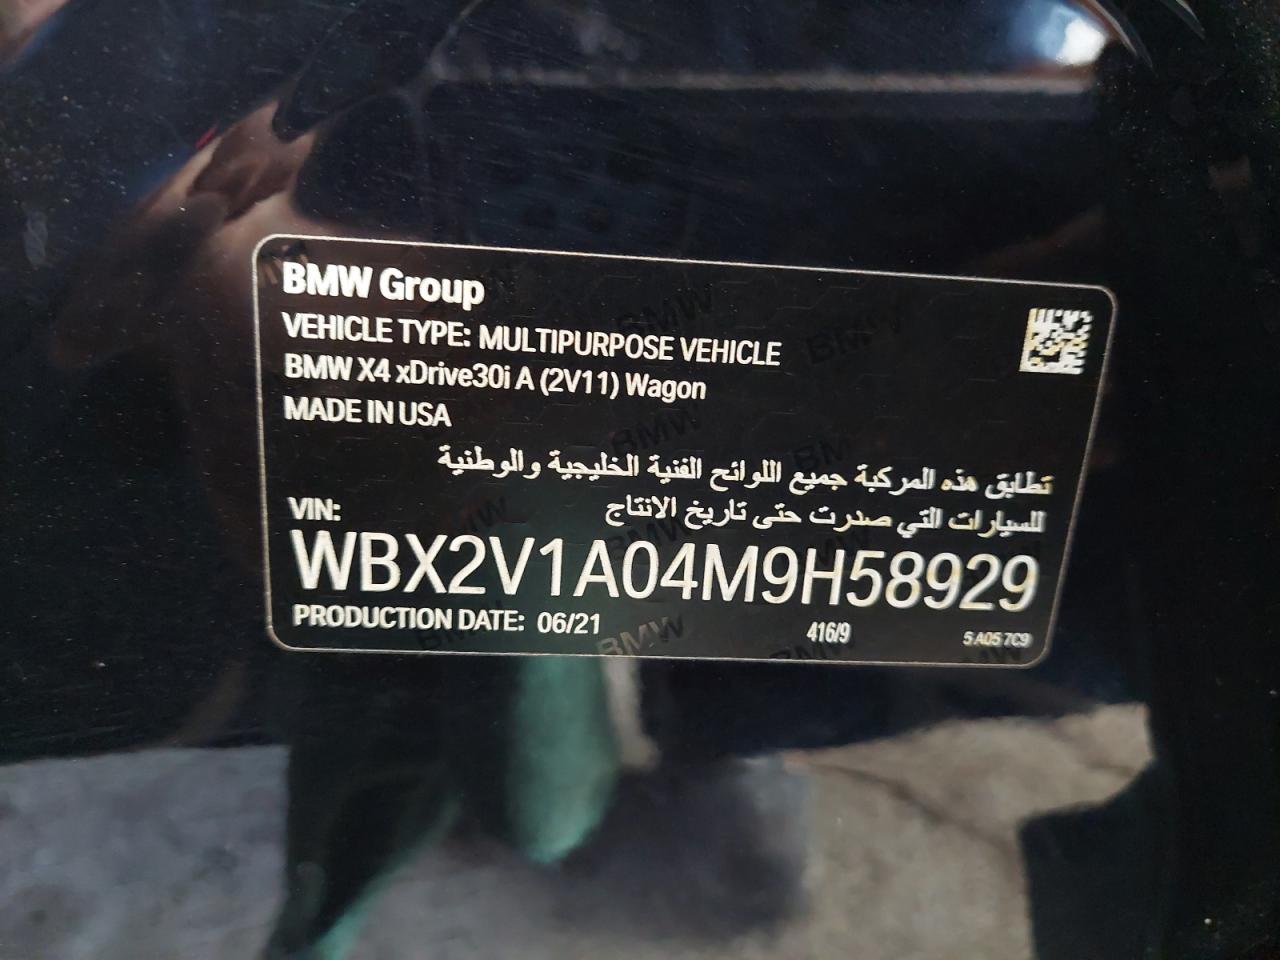 BMW Group
VEHICLE TYPE: MULTIPURPOSE VEHICLE
BMW X4 xDrive30i A (2V11) Wagon
MADE IN USA
تطابق هذه المركبة جميع اللوائح الفنية الخليجية والوطنية
للسيارات التي صدرت حتى تاريخ الانتاج
VIN:
WBX2V1A04M9H58929
PRODUCTION DATE: 06/21
416/9
5 A05 7C9